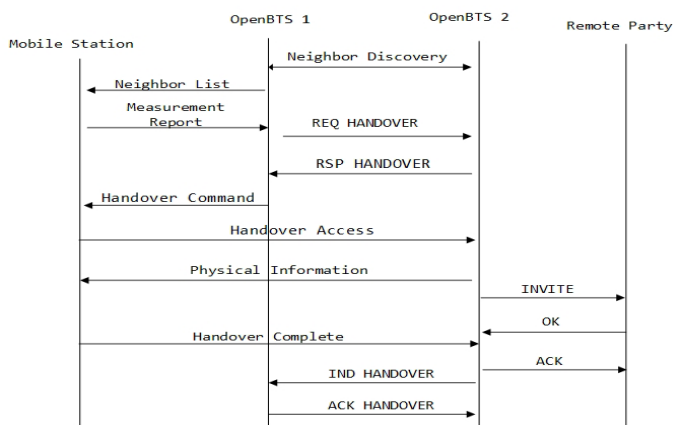 OpenBTS 1
OpenBTS 2
Remote Party
Mobile Station
Neighbor Discovery
Neighbor List
Measurement
Report
REQ HANDOVER
RSP HANDOVER
Handover Command
Handover Access
Physical Information
INVITE
OK
Handover Complete
ACK
IND HANDOVER
ACK HANDOVER